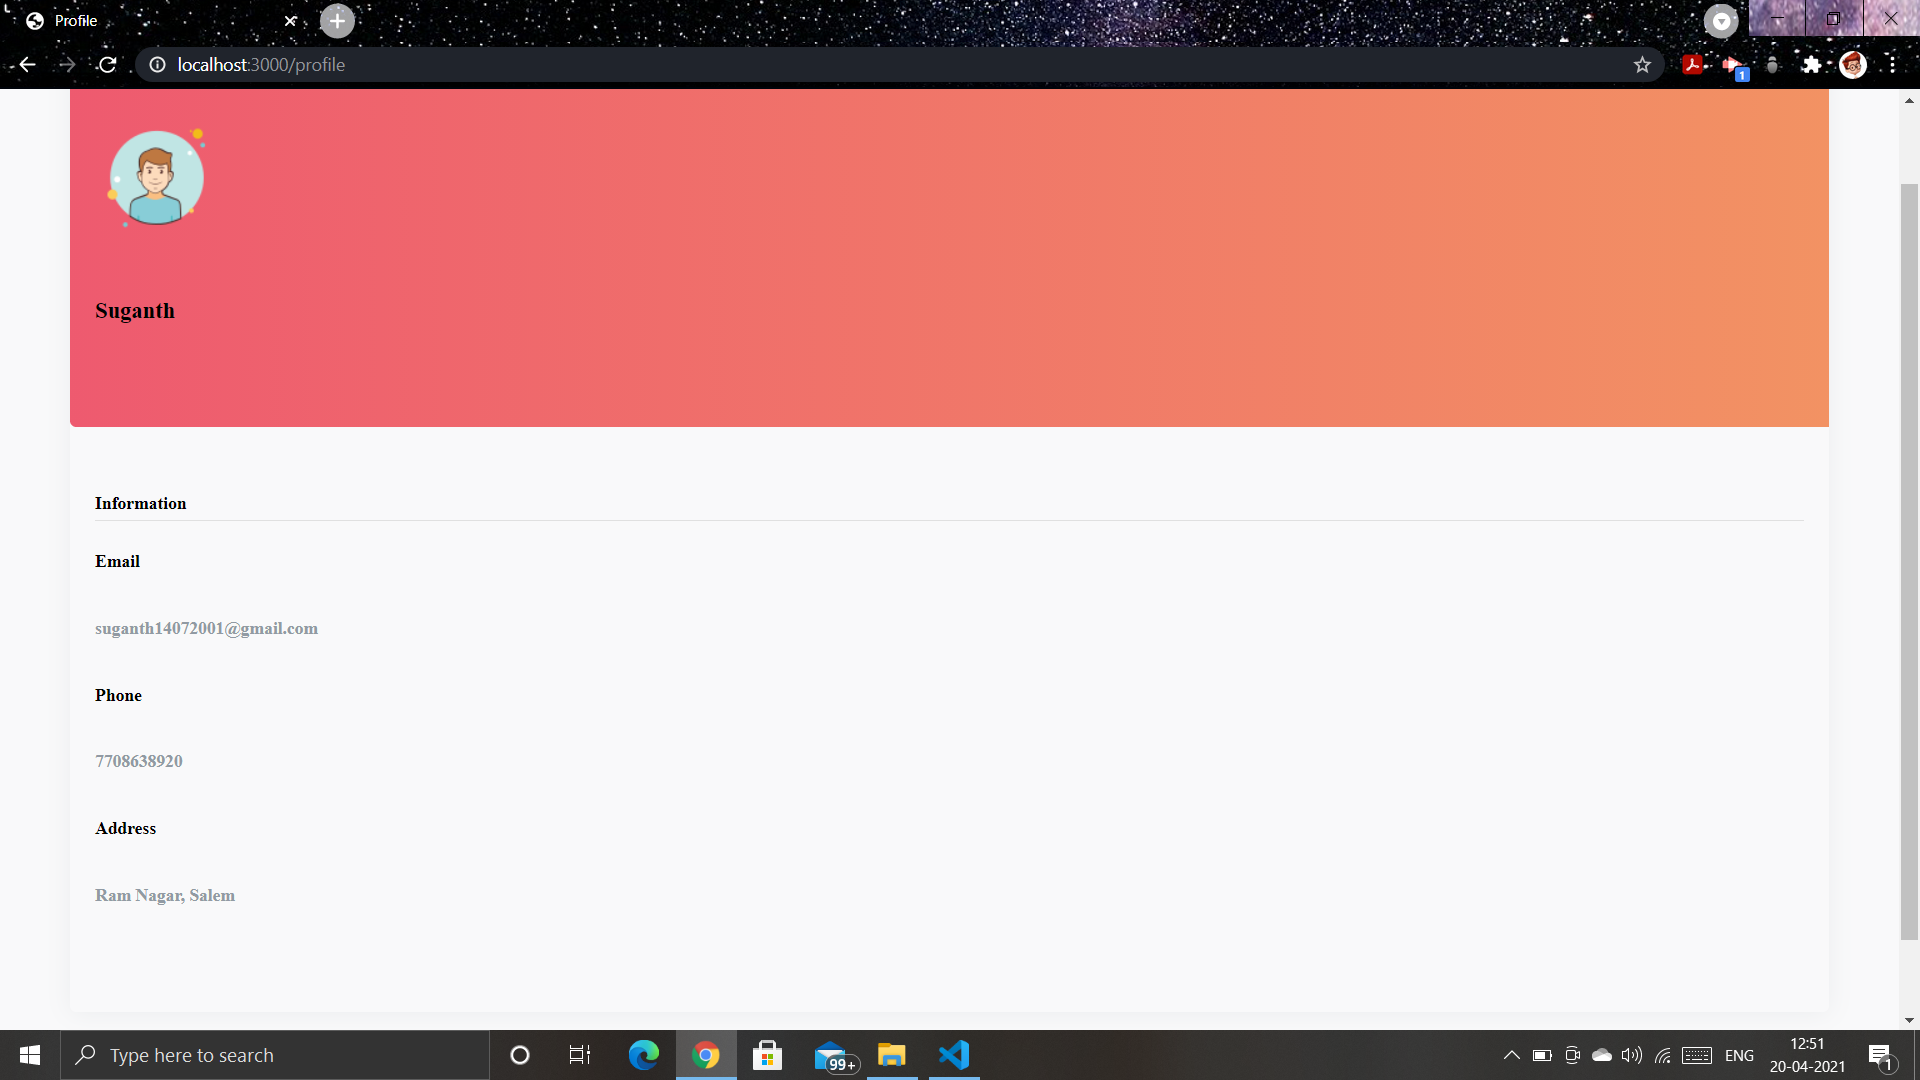 Profile
localhost:3000/profile
1
Suganth
Information
Email
suganth14072001@gmail.com
Phone
7708638920
Address
Ram Nagar, Salem
Type here to search
99+
ENG
12:51
20-04-2021
1